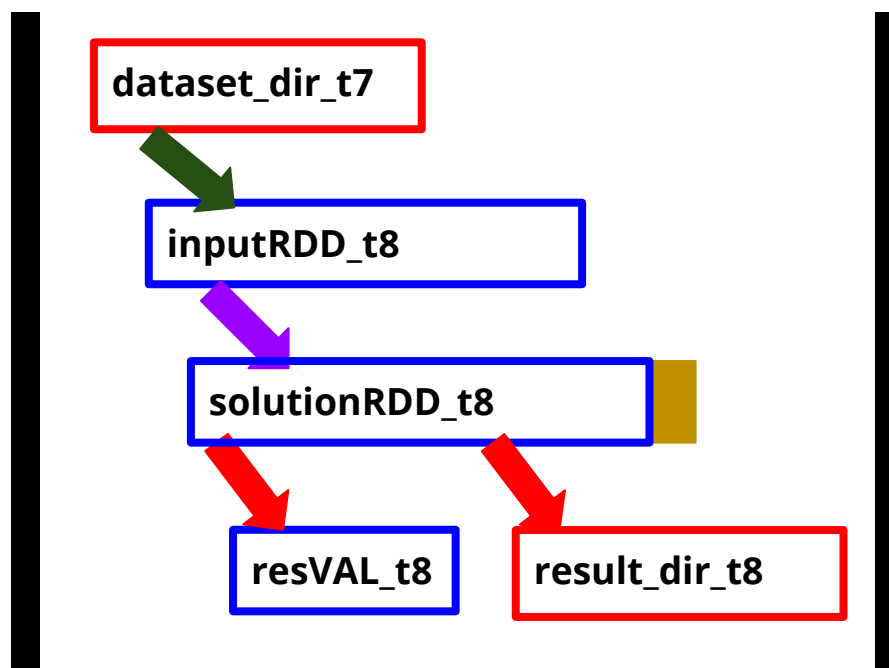 dataset_dir_t7
inputRDD_t8
solutionRDD_t8
resVAL_t8
result_dir_t8